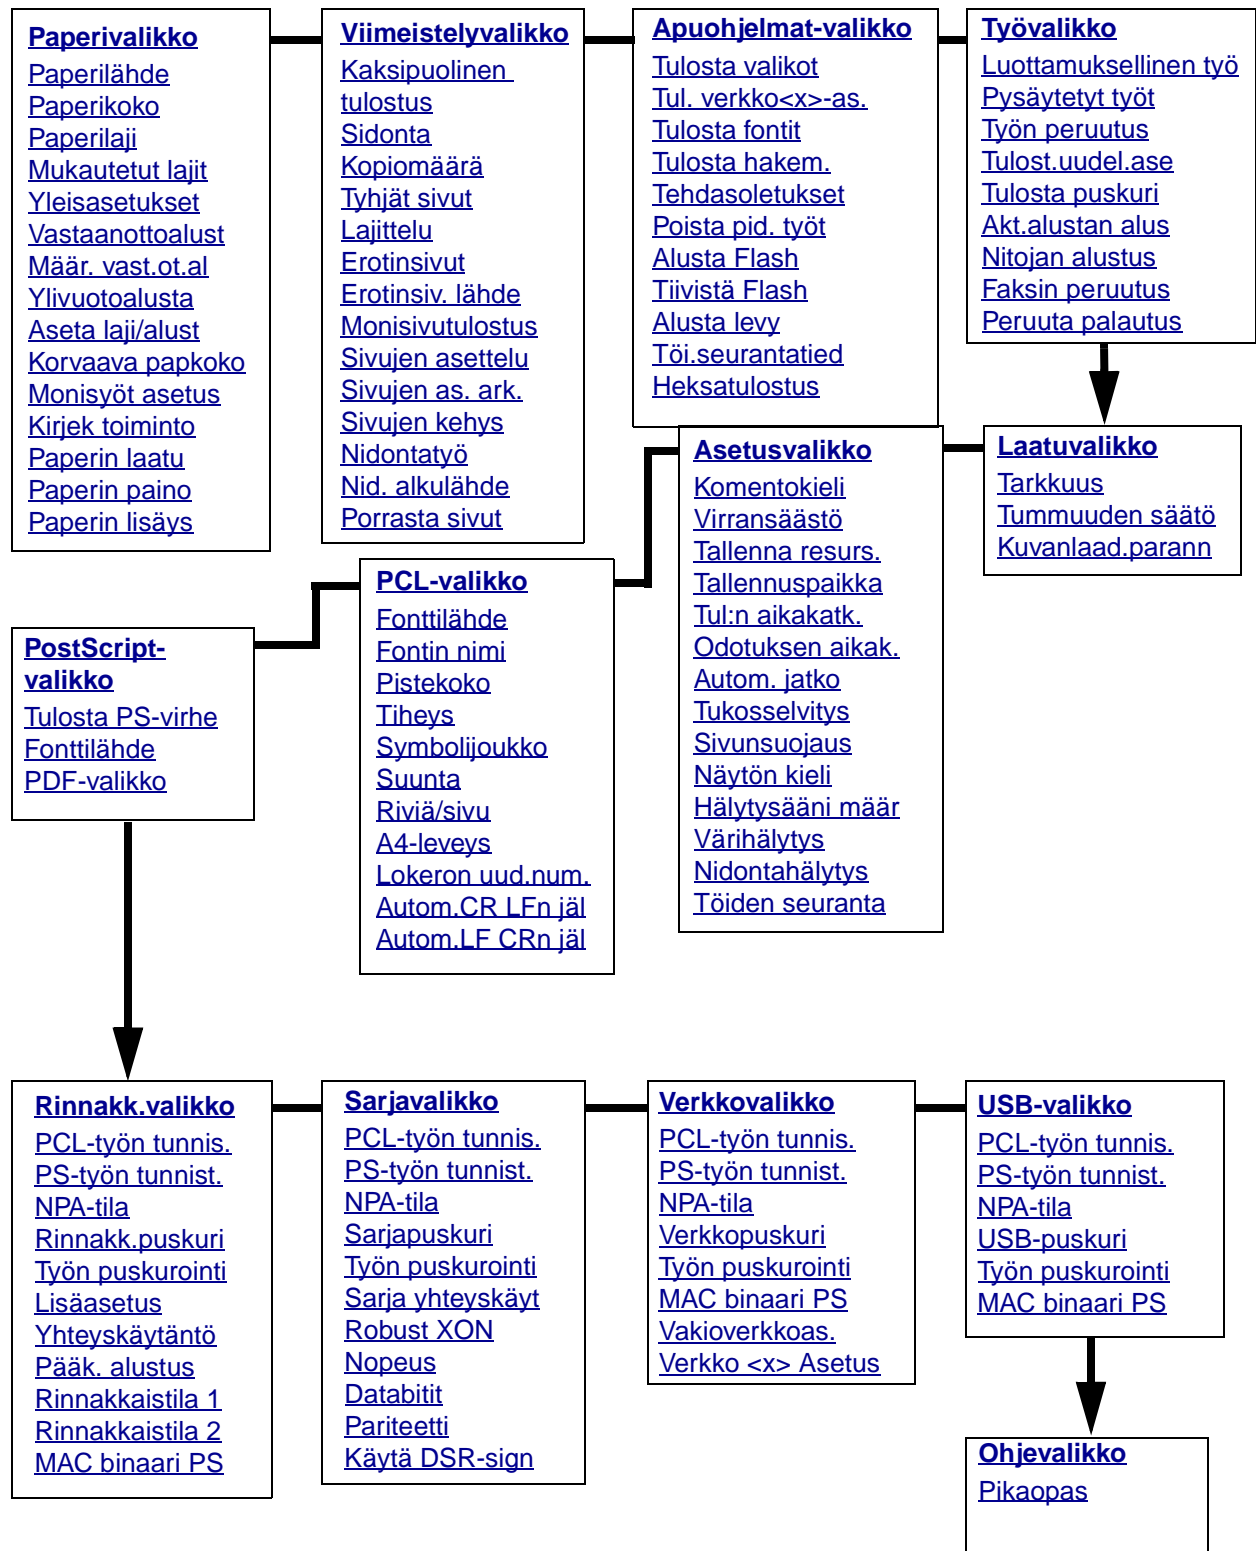 Paperivalikko
Paperilähde
Paperikoko
Paperilaji
Mukautetut lajit
Yleisasetukset
Vastaanottoalust
Määr. vast.ot.al
Ylivuotoalusta
Aseta laji/alust
Korvaava papkoko
Monisyöt asetus
Kirjek toiminto
Paperin laatu
Paperin paino
Paperin lisäys
Viimeistelyvalikko
Kaksipuolinen
tulostus
Sidonta
Kopiomäärä
Tyhjät sivut
Lajittelu
Erotinsivut
Erotinsiv. lähde
Monisivutulostus
Sivujen asettelu
Sivujen as. ark.
Sivujen kehys
Nidontatyö
Nid. alkulähde
Porrasta sivut
Apuohjelmat-valikko
Tulosta valikot
Tul. verkko<x>-as.
Tulosta fontit
Tulosta hakem.
Tehdasoletukset
Poista pid. työt
Alusta Flash
Tiivistä Flash
Alusta levy
Töi.seurantatied
Heksatulostus
Työvalikko
Luottamuksellinen työ
Pysäytetyt työt
Työn peruutus
Tulost.uudel.ase
Tulosta puskuri
Akt.alustan alus
Nitojan alustus
Faksin peruutus
Peruuta palautus
Laatuvalikko
Tarkkuus
Tummuuden säätö
Kuvanlaad.parann
Asetusvalikko
Komentokieli
Virransäästö
Tallenna resurs.
Tallennuspaikka
Tul:n aikakatk.
Odotuksen aikak.
Autom. jatko
Tukosselvitys
Sivunsuojaus
Näytön kieli
Hälytysääni määr
Värihälytys
Nidontahälytys
Töiden seuranta
PCL-valikko
Fonttilähde
Fontin nimi
Pistekoko
Tiheys
Symbolijoukko
Suunta
Riviä/sivu
A4-leveys
Lokeron uud.num.
Autom.CR LFn jäl
Autom.LF CRn jäl
PostScript-
valikko
Tulosta PS-virhe
Fonttilähde
PDF-valikko
Rinnakk.valikko
PCL-työn tunnis.
PS-työn tunnist.
NPA-tila
Rinnakk.puskuri
Työn puskurointi
Lisäasetus
Yhteyskäytäntö
Pääk. alustus
Rinnakkaistila 1
Rinnakkaistila 2
MAC binaari PS
Sarjavalikko
PCL-työn tunnis.
PS-työn tunnist.
NPA-tila
Sarjapuskuri
Työn puskurointi
Sarja yhteyskäyt
Robust XON
Nopeus
Databitit
Pariteetti
Käytä DSR-sign
Verkkovalikko
PCL-työn tunnis.
PS-työn tunnist.
NPA-tila
Verkkopuskuri
Työn puskurointi
MAC binaari PS
Vakioverkkoas.
Verkko <x> Asetus
USB-valikko
PCL-työn tunnis.
PS-työn tunnist.
NPA-tila
USB-puskuri
Työn puskurointi
MAC binaari PS
Ohjevalikko
Pikaopas